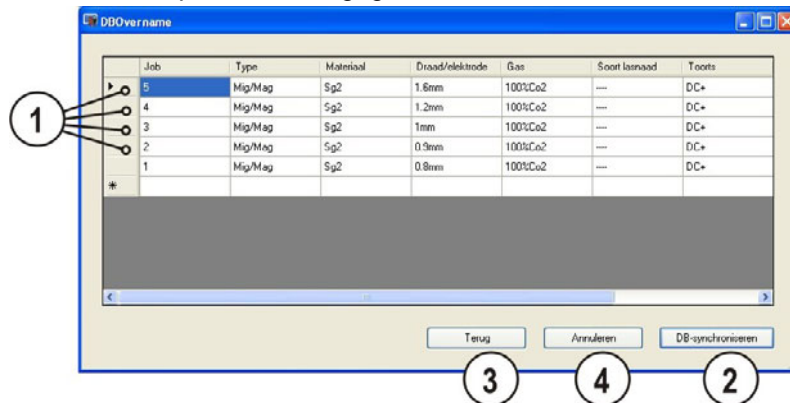 DBOvername
Job Type Materiaal Draad/elektrode Gas Soort lasnaad Toorts
5 Mig/Mag Sg2 1.6mm 100%Co2 --- DC+
4 Mig/Mag Sg2 1.2mm 100%Co2 --- DC+
3 Mig/Mag Sg2 1mm 100%Co2 --- DC+
2 Mig/Mag Sg2 0.9mm 100%Co2 --- DC+
1 Mig/Mag Sg2 0.8mm 100%Co2 --- DC+
*
1
Terug Annuleren DB-synchroniseren
3 4 2